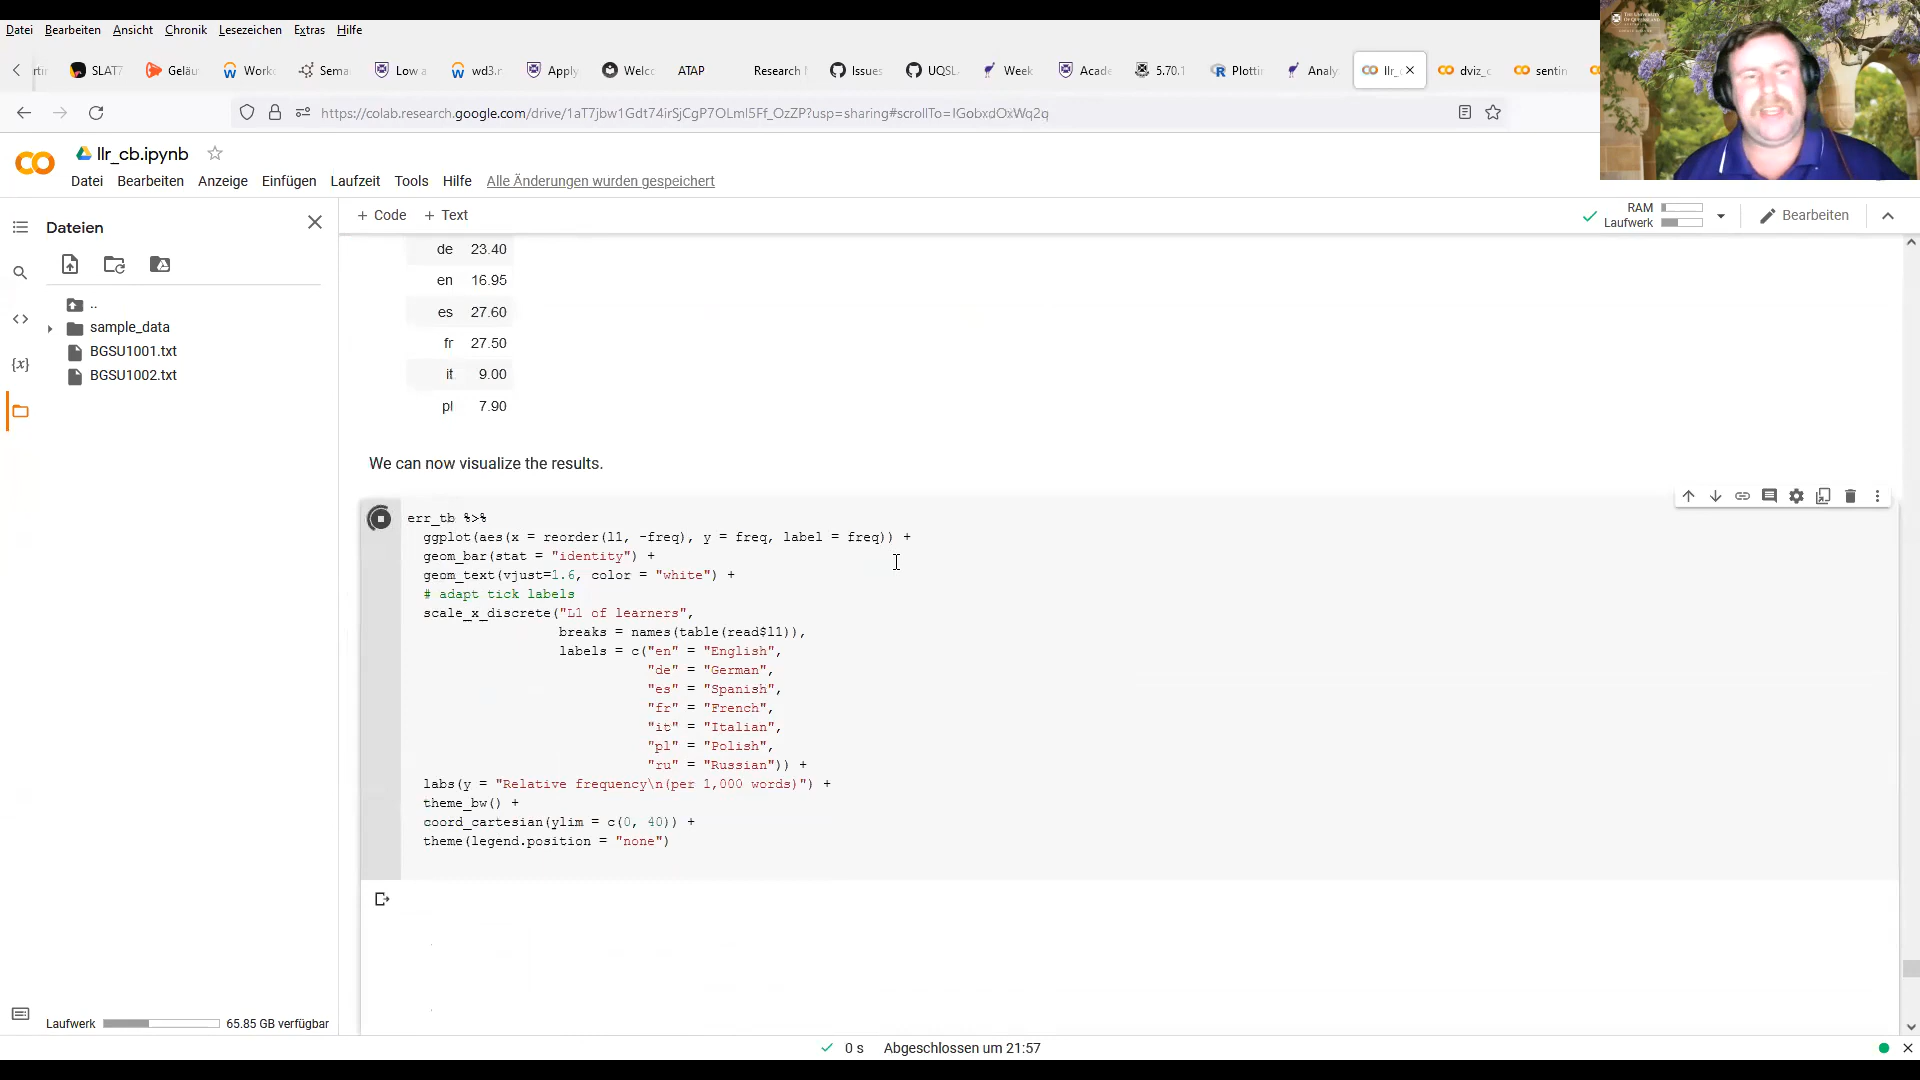 Datei Bearbeiten Ansicht Chronik Lesezeichen Extras Hilfe
SLAT7 Geläu Work Sema Low a wd3.r Apply Welc ATAP Research Issues UQSL Week Acade 5.70.1 Plotti Analy llr_ dviz_c sentin
https://colab.research.google.com/drive/1aT7jbw1Gdt74irSjCgP7OLml5Ff_OzZP?usp=sharing#scrollTo=IGobxdOxWq2q
llr_cb.ipynb
Datei Bearbeiten Anzeige Einfügen Laufzeit Tools Hilfe Alle Änderungen wurden gespeichert
Dateien
..
sample_data
BGSU1001.txt
BGSU1002.txt
Laufwerk 65.85 GB verfügbar
+ Code + Text
RAM
Laufwerk
Bearbeiten
de 23.40
en 16.95
es 27.60
fr 27.50
it 9.00
pl 7.90
We can now visualize the results.
err_tb %>%
ggplot(aes(x = reorder(l1, -freq), y = freq, label = freq)) +
geom_bar(stat = "identity") +
geom_text(vjust=1.6, color = "white") +
# adapt tick labels
scale_x_discrete("L1 of learners",
breaks = names(table(read$l1)),
labels = c("en" = "English",
"de" = "German",
"es" = "Spanish",
"fr" = "French",
"it" = "Italian",
"pl" = "Polish",
"ru" = "Russian")) +
labs(y = "Relative frequency\n(per 1,000 words)") +
theme_bw() +
coord_cartesian(ylim = c(0, 40)) +
theme(legend.position = "none")
0 s Abgeschlossen um 21:57